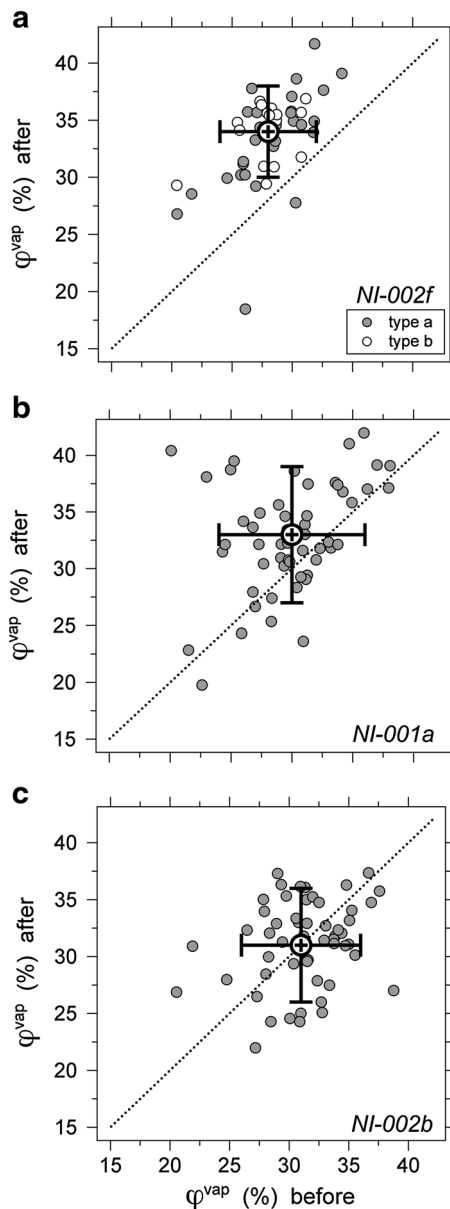 a
40
35
30
25
20
15
φvap (%) after
NI-002f
type a
type b
b
40
35
30
25
20
15
φvap (%) after
NI-001a
c
40
35
30
25
20
15
φvap (%) after
NI-002b
15 20 25 30 35 40
φvap (%) before